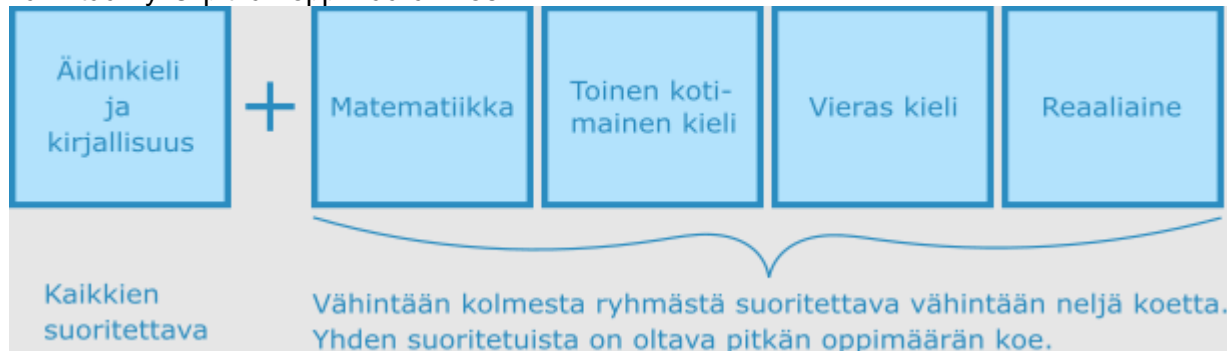 Äidinkieli
ja
kirjallisuus
+
Matematiikka
Toinen koti-
mainen kieli
Vieras kieli
Reaaliaine
Kaikkien
suoritettava
Vähintään kolmesta ryhmästä suoritettava vähintään neljä koetta.
Yhden suoritetuista on oltava pitkän oppimäärän koe.